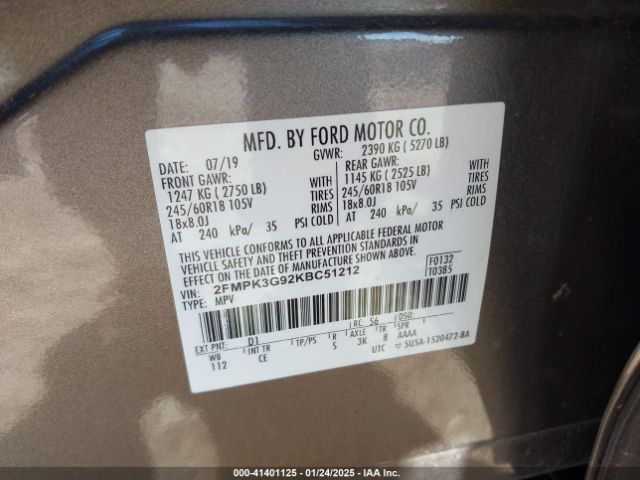 MFD. BY FORD MOTOR CO.
DATE: 07/19 GVWR: 2390 KG ( 5270 LB)
FRONT GAWR: REAR GAWR:
1247 KG ( 2750 LB) WITH 1145 KG ( 2525 LB) WITH
245/60R18 105V TIRES 245/60R18 105V TIRES
18x8.0J RIMS 18x8.0J RIMS
AT 240 kPa/ 35 PSI COLD AT 240 kPa/ 35 PSI COLD
THIS VEHICLE CONFORMS TO ALL APPLICABLE FEDERAL MOTOR
VEHICLE SAFETY AND THEFT PREVENTION STANDARDS IN
EFFECT ON THE DATE OF MANUFACTURE SHOWN ABOVE.
VIN: 2FMPK3G92KBC51212 F0132
MPV T0385
EXT PNT: D1 RC: 56 DSO:
WB INT TR TP/PS R AXLE TR SPR
112 CE S 3K 8 AAAA
UTC 5U5A-1520472-BA
000-41401125 - 01/24/2025 - IAA Inc.